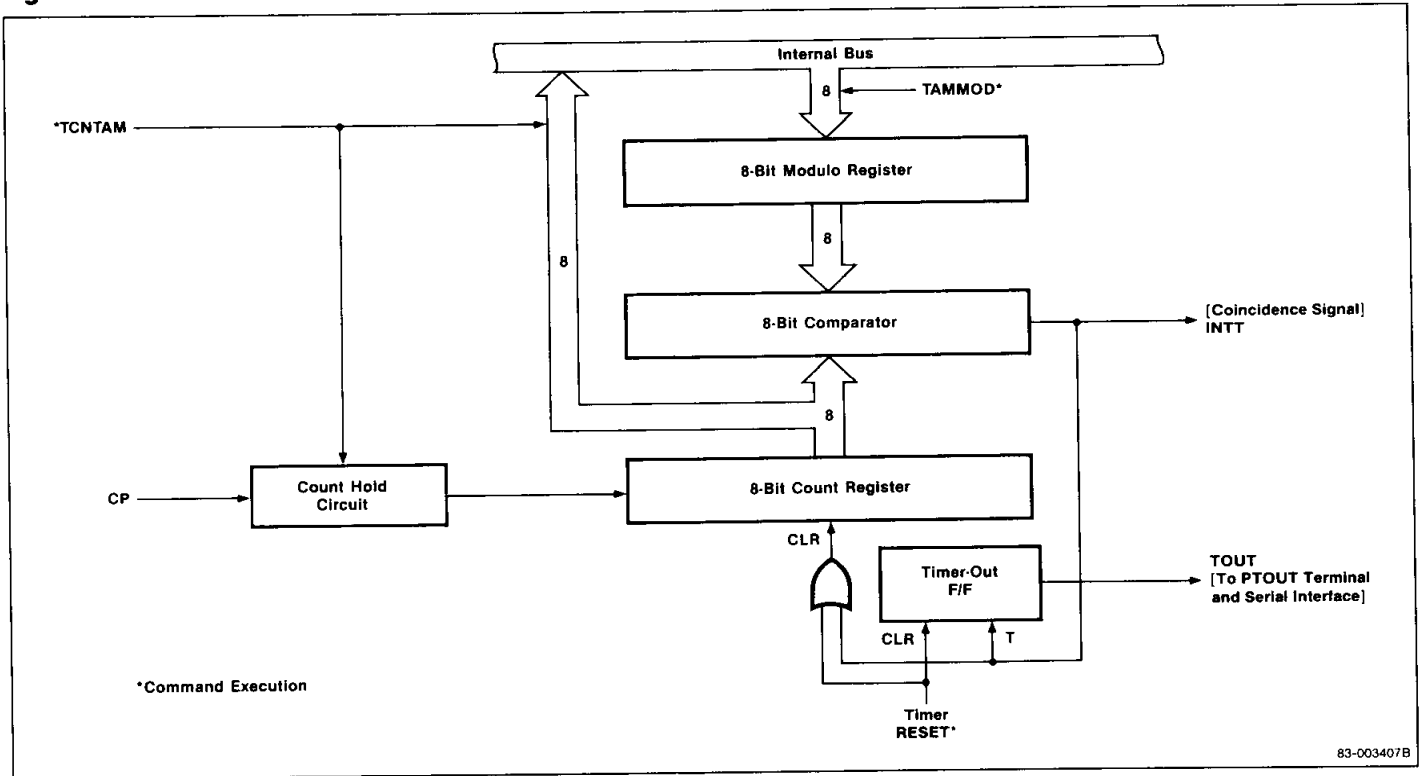 Internal Bus
8
TAMMOD*
*TCNTAM
8-Bit Modulo Register
8
8
8-Bit Comparator
[Coincidence Signal]
INTT
8
CP
Count Hold
Circuit
8-Bit Count Register
CLR
Timer-Out
F/F
TOUT
[To PTOUT Terminal
and Serial Interface]
CLR
T
*Command Execution
Timer
RESET*
83-003407B